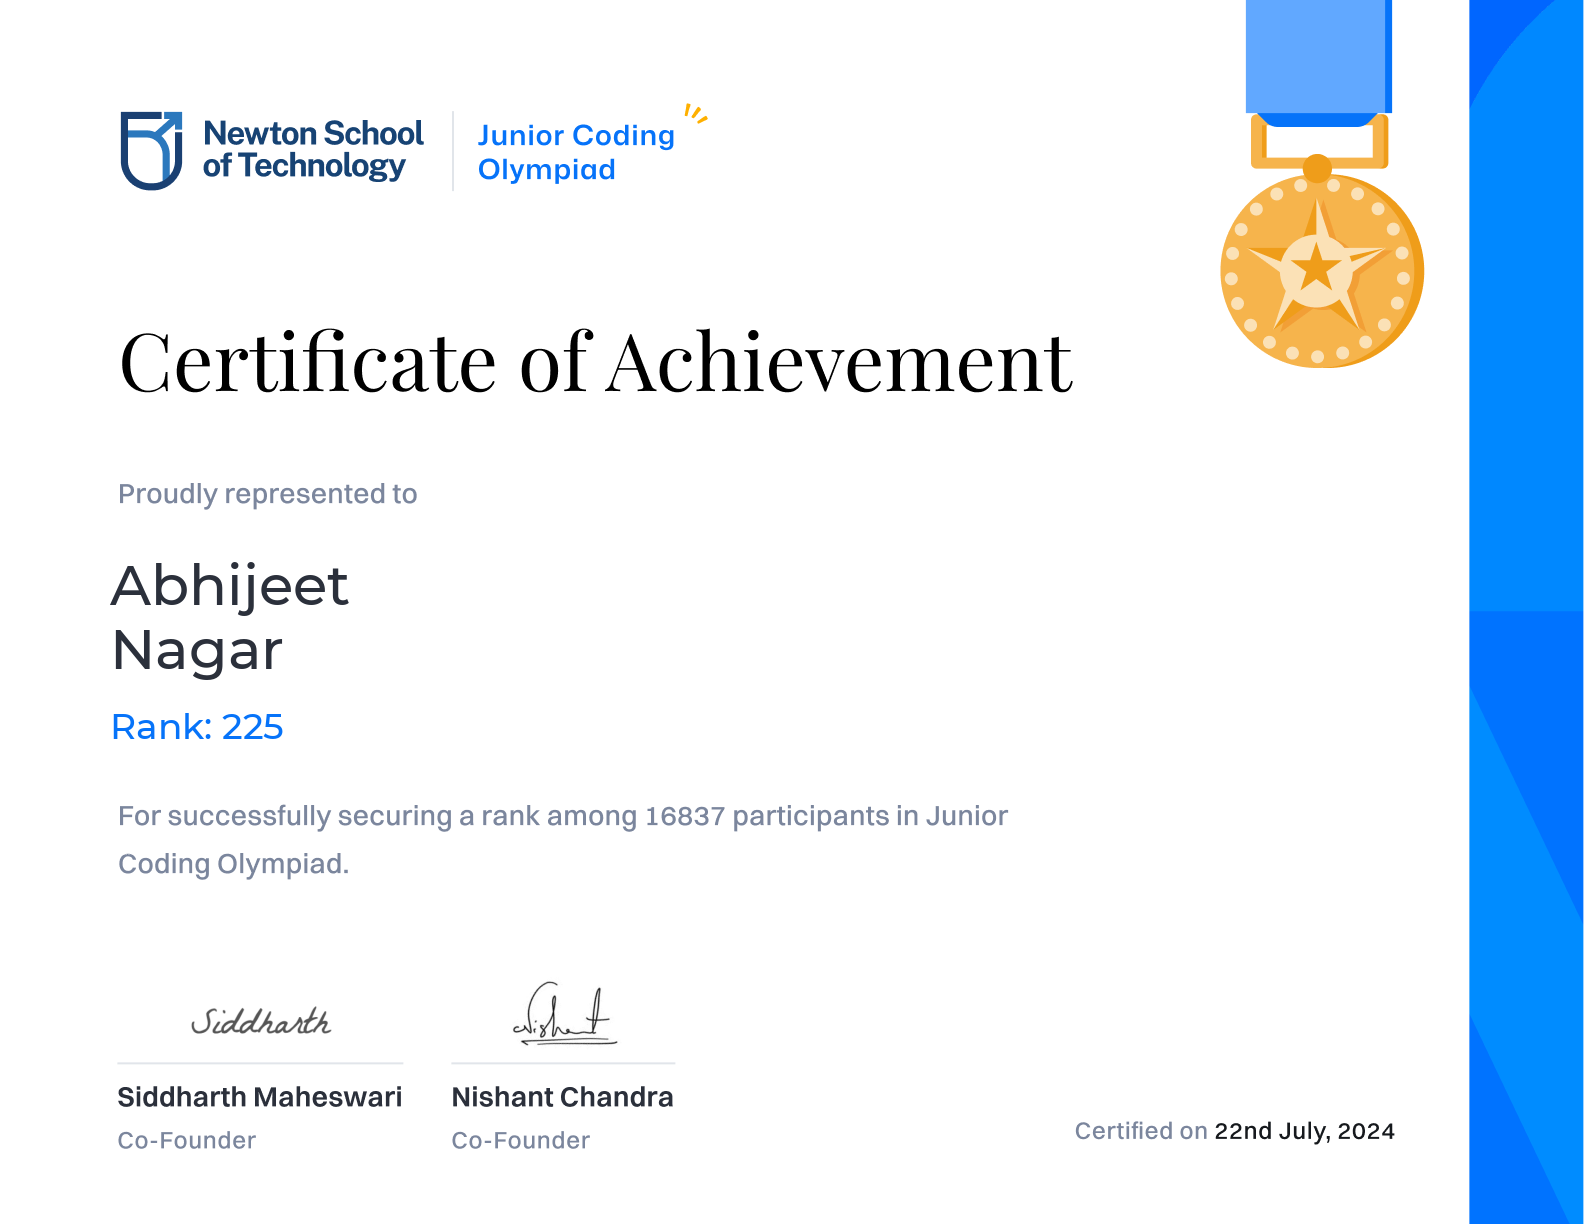 Newton School
of Technology
Junior Coding
Olympiad
Certificate of Achievement
Proudly represented to
Abhijeet
Nagar
Rank: 225
For successfully securing a rank among 16837 participants in Junior
Coding Olympiad.
Siddharth
Nishant
Siddharth Maheswari
Nishant Chandra
Co-Founder
Co-Founder
Certified on 22nd July, 2024